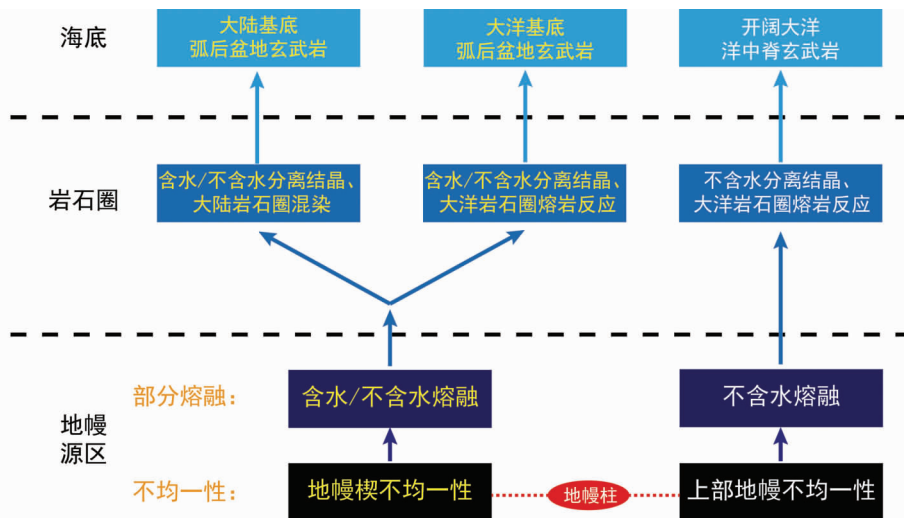 海底
大陆基底
弧后盆地玄武岩
大洋基底
弧后盆地玄武岩
开阔大洋
洋中脊玄武岩
岩石圈
含水/不含水分离结晶、
大陆岩石圈混染
含水/不含水分离结晶、
大洋岩石圈熔岩反应
不含水分离结晶、
大洋岩石圈熔岩反应
地幔
源区
部分熔融：
含水/不含水熔融
不含水熔融
不均一性：
地幔楔不均一性
地幔柱
上部地幔不均一性